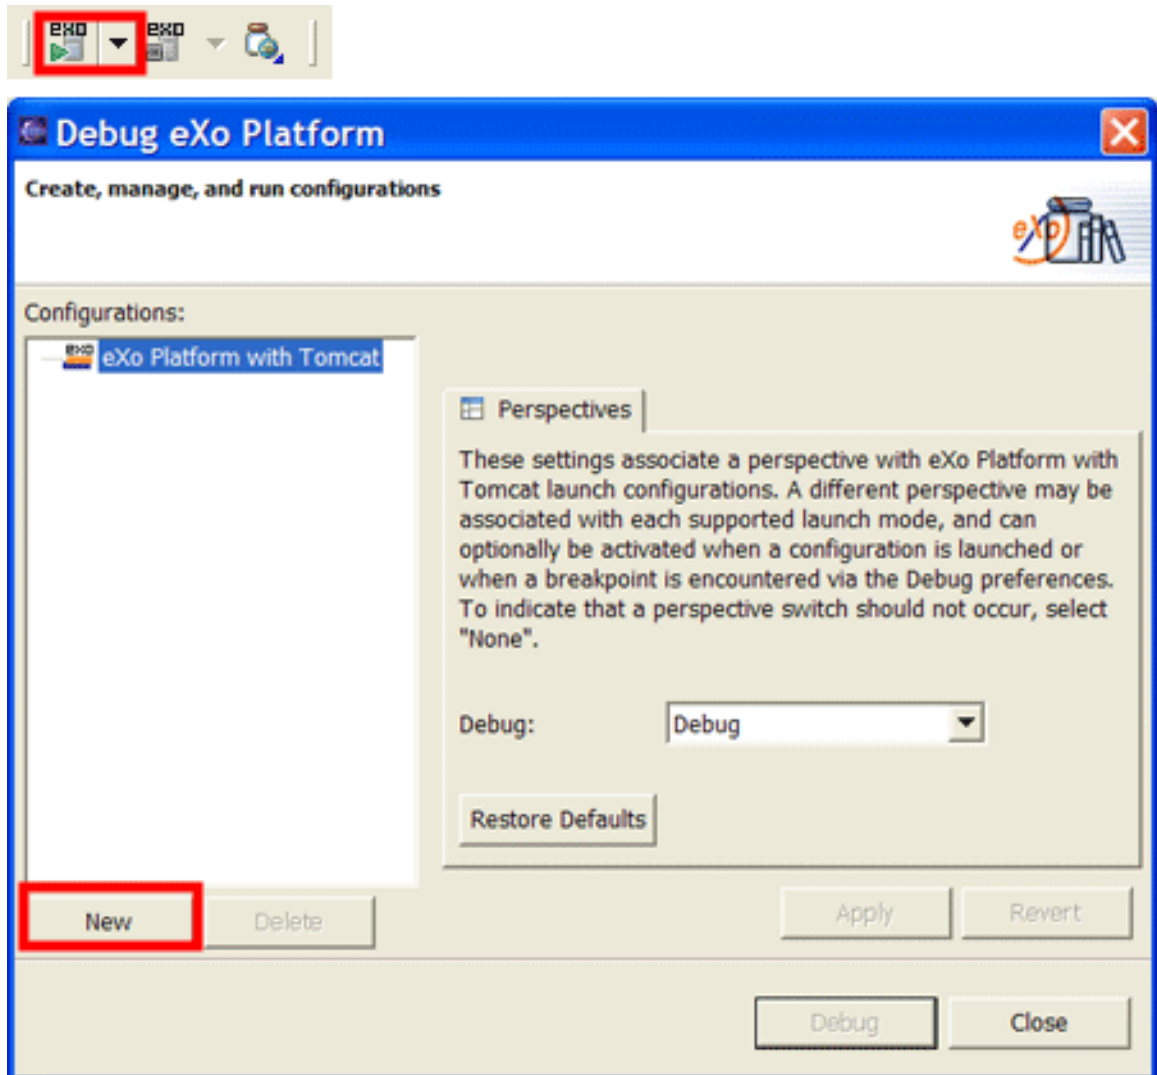 exo
exo
Debug eXo Platform
Create, manage, and run configurations
eXo
Configurations:
exo eXo Platform with Tomcat
Perspectives
These settings associate a perspective with eXo Platform with
Tomcat launch configurations. A different perspective may be
associated with each supported launch mode, and can
optionally be activated when a configuration is launched or
when a breakpoint is encountered via the Debug preferences.
To indicate that a perspective switch should not occur, select
"None".
Debug: Debug
Restore Defaults
New Delete Apply Revert
Debug Close